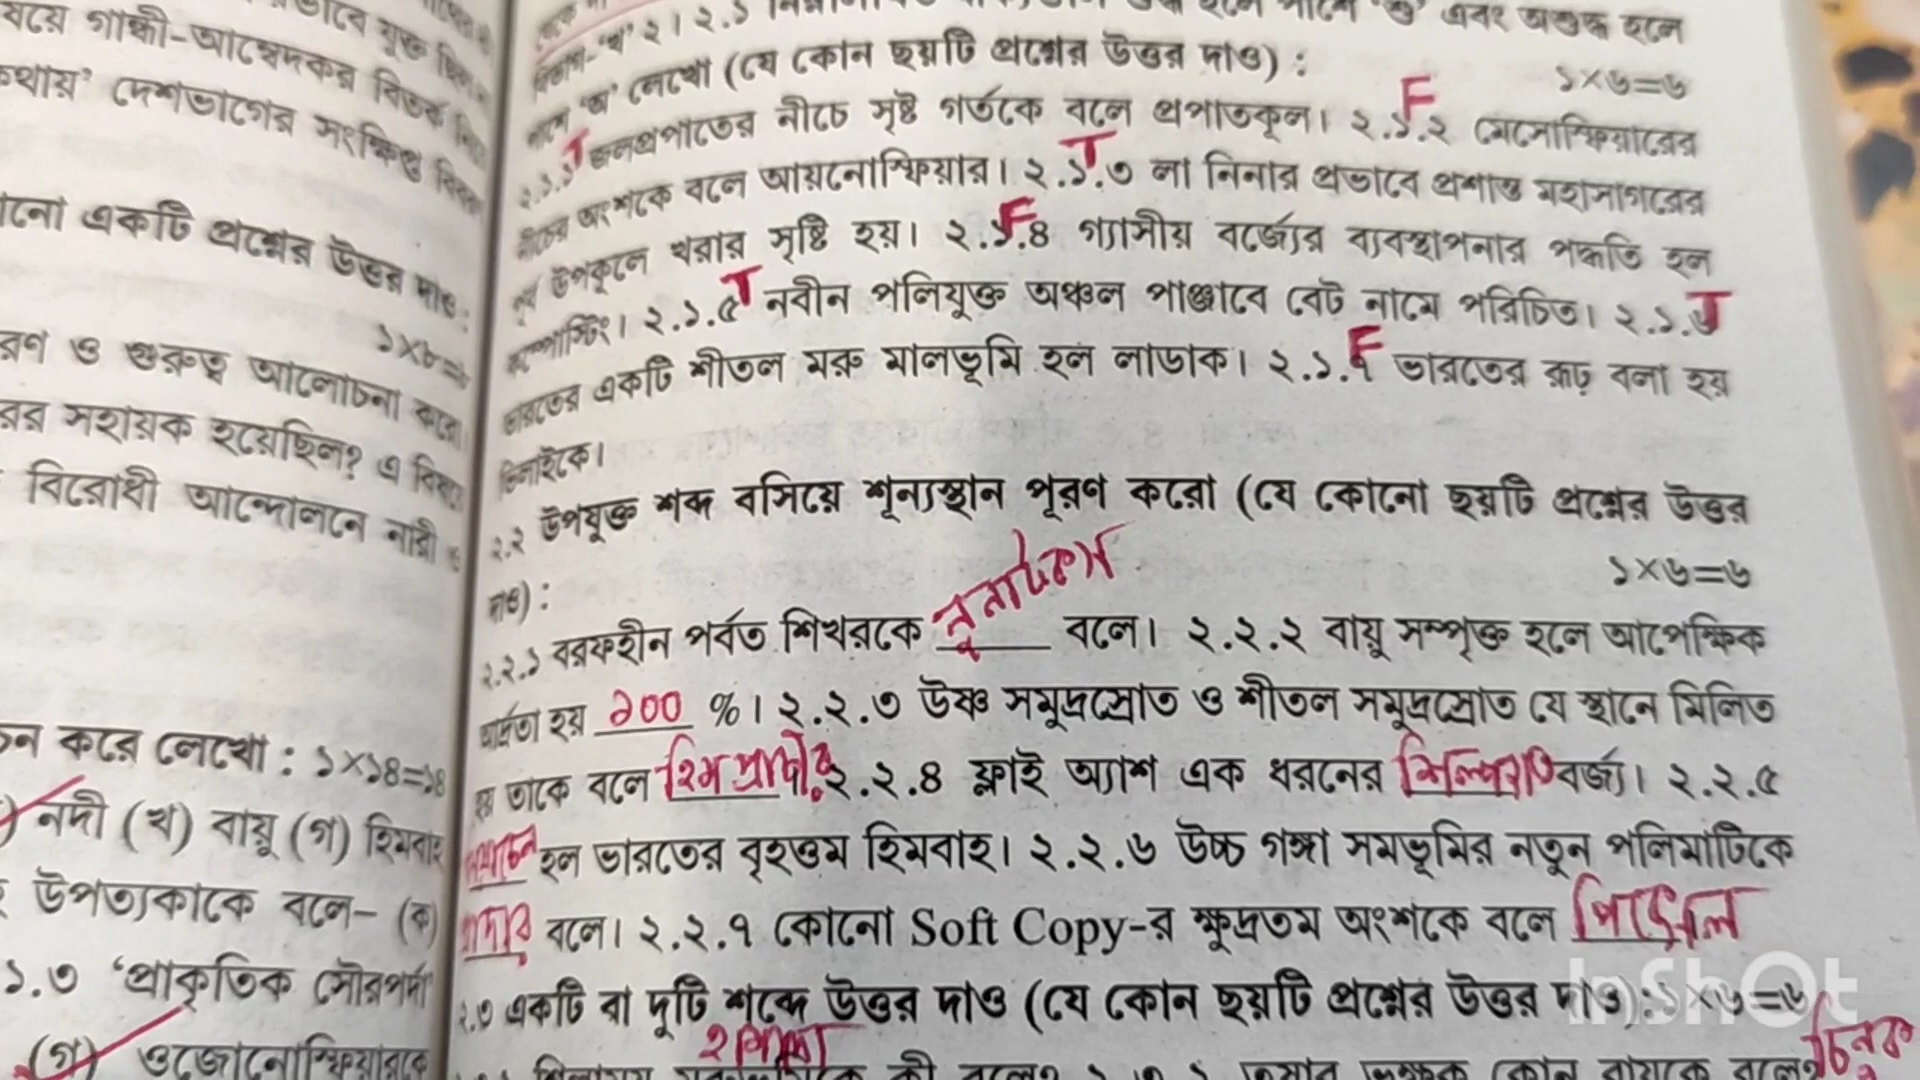 যয়ে গান্ধী-আম্বেদকর বিতর্ক
কথায়' দেশভাগের সংক্ষিপ্ত
একটি প্রশ্নের উত্তর দাও:
১×৮=৮
ও গুরুত্ব আলোচনা করো
সহায়ক হয়েছিল? এ বিষয়ে
বিরোধী আন্দোলনে নারী ও
করে লেখো : ১×১৪=১৪
নদী (খ) বায়ু (গ) হিমবাহ
উপত্যকাকে বলে– (ক)
১.৩ 'প্রাকৃতিক সৌরপর্দা
(গ) ওজোনোস্ফিয়ারকে
২। ২.১ এবং অশুদ্ধ হলে
পাশে 'অ' লেখো (যে কোন ছয়টি প্রশ্নের উত্তর দাও) : ১×৬=৬
২.১.১ T জলপ্রপাতের নীচে সৃষ্ট গর্তকে বলে প্রপাতকূল। ২.১.২ F মেসোস্ফিয়ারের
নীচের অংশকে বলে আয়নোস্ফিয়ার। ২.১.৩ T লা নিনার প্রভাবে প্রশান্ত মহাসাগরের
পূর্ব উপকূলে খরার সৃষ্টি হয়। ২.১.৪ F গ্যাসীয় বর্জ্যের ব্যবস্থাপনার পদ্ধতি হল
কম্পোস্টিং। ২.১.৫ T নবীন পলিযুক্ত অঞ্চল পাঞ্জাবে বেট নামে পরিচিত। ২.১.৬ T
ভারতের একটি শীতল মরু মালভূমি হল লাডাক। ২.১.৭ F ভারতের রূঢ় বলা হয়
ভিলাইকে।
২.২ উপযুক্ত শব্দ বসিয়ে শূন্যস্থান পূরণ করো (যে কোনো ছয়টি প্রশ্নের উত্তর
দাও) : ১×৬=৬
২.২.১ বরফহীন পর্বত শিখরকে নুনাটকস বলে। ২.২.২ বায়ু সম্পৃক্ত হলে আপেক্ষিক
আর্দ্রতা হয় ১০০ %। ২.২.৩ উষ্ণ সমুদ্রস্রোত ও শীতল সমুদ্রস্রোত যে স্থানে মিলিত
হয় তাকে বলে হিমপ্রাচীর ২.২.৪ ফ্লাই অ্যাশ এক ধরনের বর্জ্য। ২.২.৫
হল ভারতের বৃহত্তম হিমবাহ। ২.২.৬ উচ্চ গঙ্গা সমভূমির নতুন পলিমাটিকে
খাদার বলে। ২.২.৭ কোনো Soft Copy-র ক্ষুদ্রতম অংশকে বলে পিক্সেল
২.৩ একটি বা দুটি শব্দে উত্তর দাও (যে কোন ছয়টি প্রশ্নের উত্তর দাও):১×৬=৬
হামাদা চিনুক
InShOt